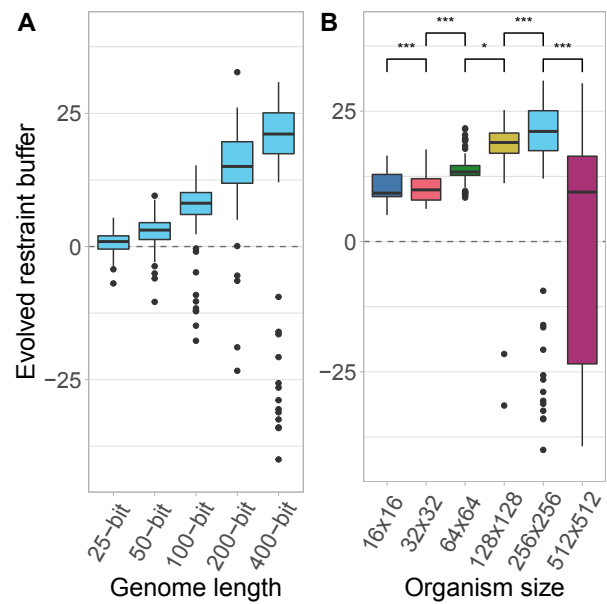 A
Evolved restraint buffer
25
0
−25
25−bit
50−bit
100−bit
200−bit
400−bit
Genome length
B
*** ***
*** * ***
25
0
−25
16x16
32x32
64x64
128x128
256x256
512x512
Organism size